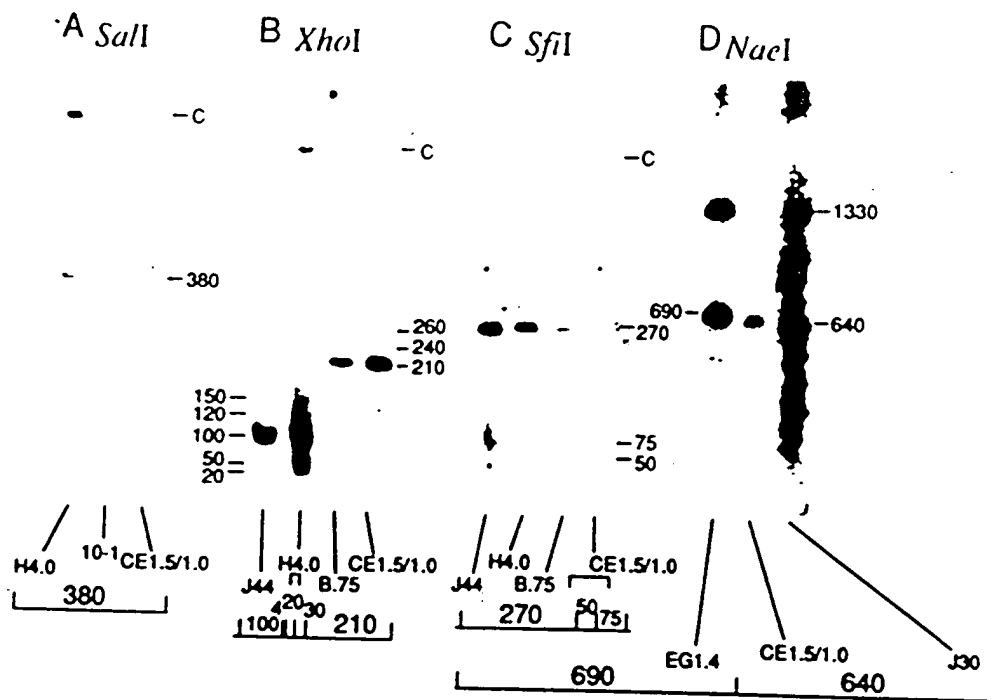 A SalI B XhoI C SfiI D NaeI
C
C
C
1330
380
690
640
260
240
210
270
150
120
100
50
20
75
50
H4.0 10-1 CE1.5/1.0
380
J44 H4.0 B.75 CE1.5/1.0
100 4 20 30 210
J44 H4.0 B.75 CE1.5/1.0
270 50 75
EG1.4 CE1.5/1.0 J30
690 640